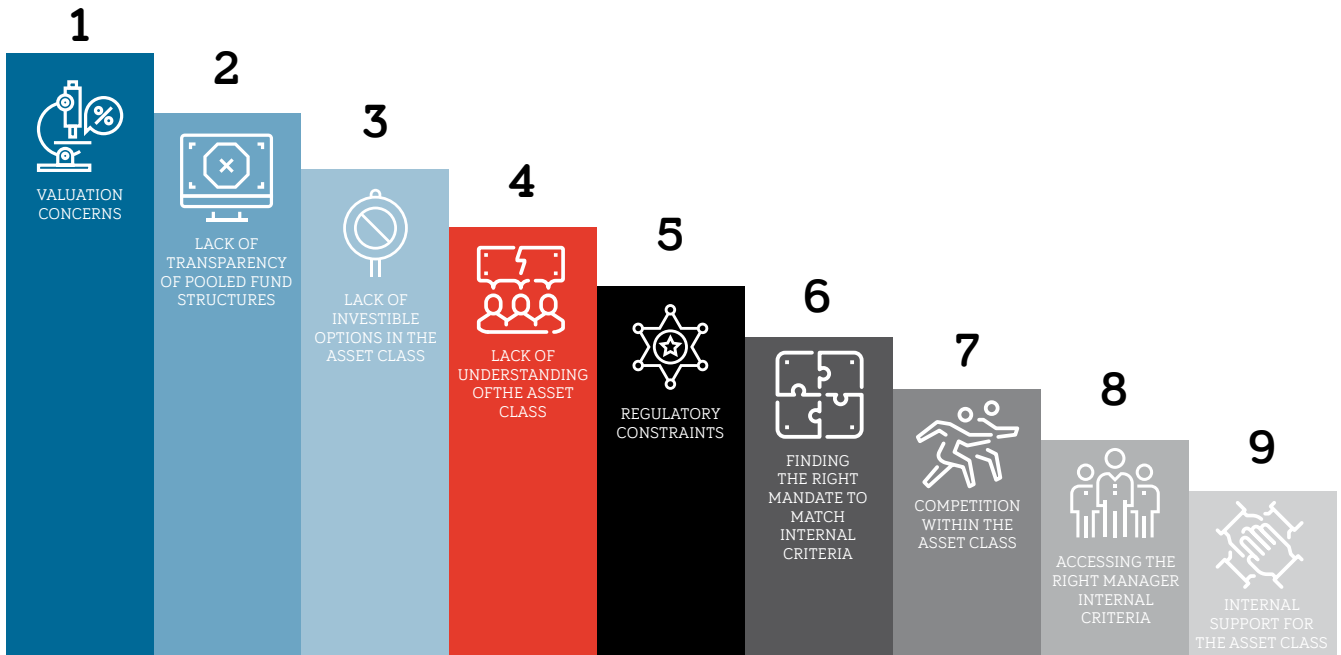 1
VALUATION
CONCERNS
2
LACK OF
TRANSPARENCY
OF POOLED FUND
STRUCTURES
3
LACK OF
INVESTIBLE
OPTIONS IN THE
ASSET CLASS
4
LACK OF
UNDERSTANDING
OFTHE ASSET
CLASS
5
REGULATORY
CONSTRAINTS
6
FINDING
THE RIGHT
MANDATE TO
MATCH
INTERNAL
CRITERIA
7
COMPETITION
WITHIN THE
ASSET CLASS
8
ACCESSING THE
RIGHT MANAGER
INTERNAL
CRITERIA
9
INTERNAL
SUPPORT FOR
THE ASSET CLASS
%